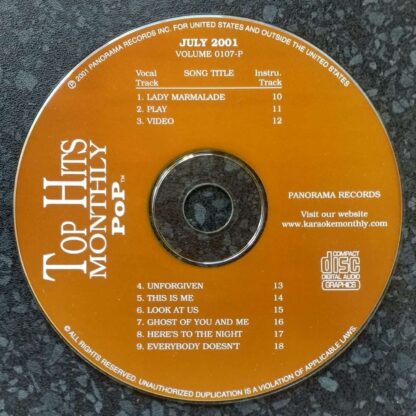 © 2001 PANORAMA RECORDS INC. FOR UNITED STATES AND OUTSIDE THE UNITED STATES
JULY 2001
VOLUME 0107-P
Vocal Track SONG TITLE Instru. Track
1. LADY MARMALADE 10
2. PLAY 11
3. VIDEO 12
TOP HITS
MONTHLY
POP™
PANORAMA RECORDS
Visit our website
www.karaokemonthly.com
COMPACT
disc
DIGITAL AUDIO
GRAPHICS
4. UNFORGIVEN 13
5. THIS IS ME 14
6. LOOK AT US 15
7. GHOST OF YOU AND ME 16
8. HERE'S TO THE NIGHT 17
9. EVERYBODY DOESN'T 18
© ALL RIGHTS RESERVED. UNAUTHORIZED DUPLICATION IS A VIOLATION OF APPLICABLE LAWS.